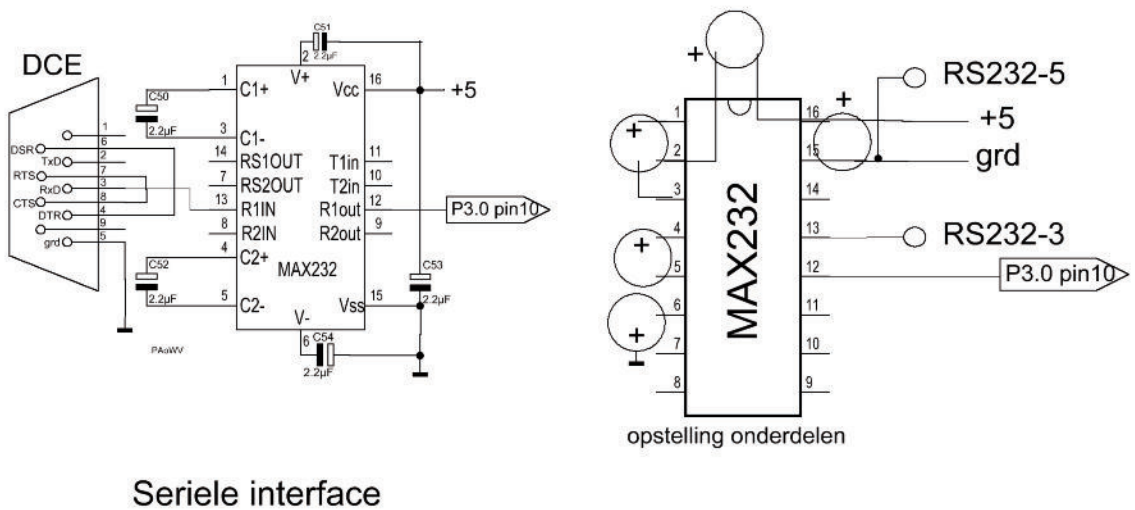 DCE
1
DSR 6
TxD 2
RTS 7
RxD 3
CTS 8
DTR 4
9
grd 5
C50
2.2µF
C51
2.2µF
C52
2.2µF
C53
2.2µF
C54
2.2µF
2 V+
1 C1+
Vcc 16
+5
3 C1-
14 RS1OUT
T1in 11
7 RS2OUT
T2in 10
13 R1IN
R1out 12
P3.0 pin10
8 R2IN
R2out 9
4 C2+
MAX232
5 C2-
Vss 15
V-
6
PAoWV
+
RS232-5
1
16
+
+5
+
2
15
grd
3
14
4
13
RS232-3
+
5
12
P3.0 pin10
6
11
+
7
10
8
9
MAX232
opstelling onderdelen
Seriele interface